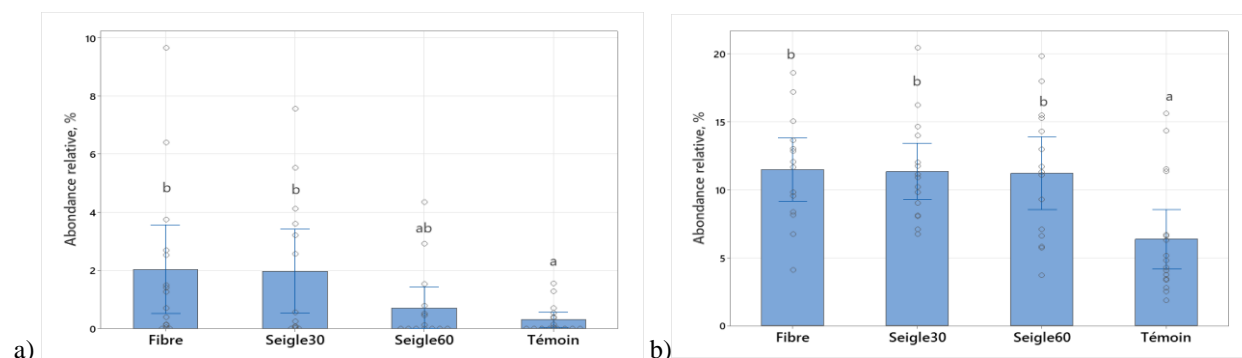 a)
Abondance relative, %
10
8
6
4
2
0
b
b
ab
a
Fibre Seigle30 Seigle60 Témoin
b)
Abondance relative, %
20
15
10
5
0
b
b
b
a
Fibre Seigle30 Seigle60 Témoin